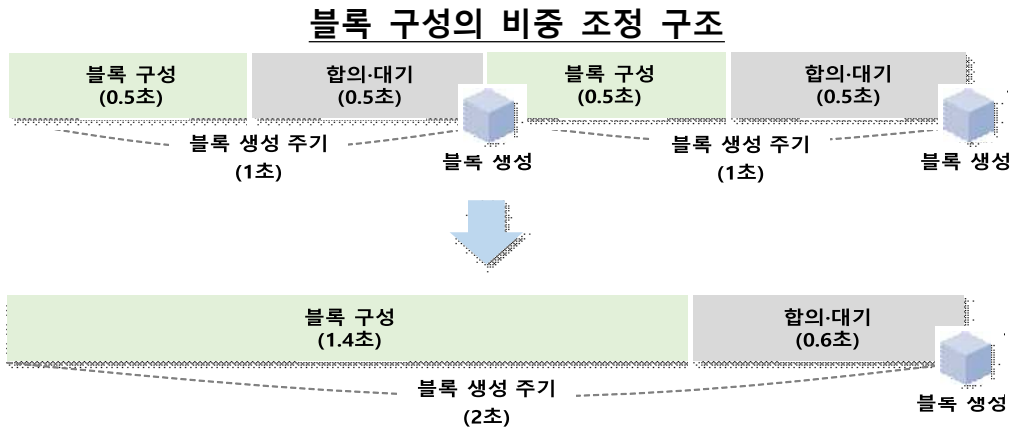 블록 구성의 비중 조정 구조
블록 구성
(0.5초)
합의·대기
(0.5초)
블록 구성
(0.5초)
합의·대기
(0.5초)
블록 생성 주기
(1초)
블록 생성
블록 생성 주기
(1초)
블록 생성
블록 구성
(1.4초)
합의·대기
(0.6초)
블록 생성 주기
(2초)
블록 생성